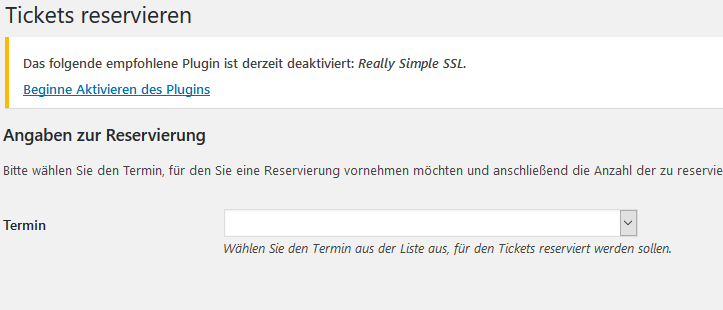 Tickets reservieren
Das folgende empfohlene Plugin ist derzeit deaktiviert: Really Simple SSL.
Beginne Aktivieren des Plugins
Angaben zur Reservierung
Bitte wählen Sie den Termin, für den Sie eine Reservierung vornehmen möchten und anschließend die Anzahl der zu reservie
Termin
Wählen Sie den Termin aus der Liste aus, für den Tickets reserviert werden sollen.